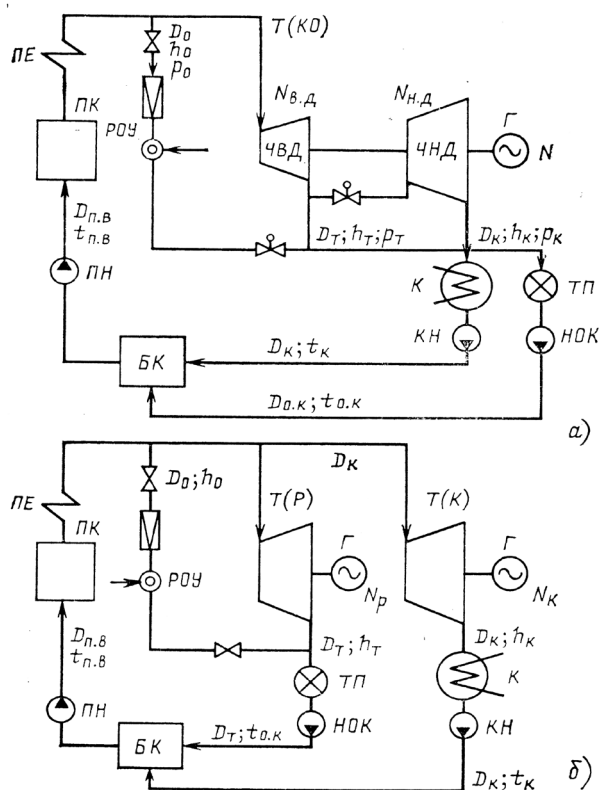 Т(КО)
D₀
h₀
p₀
ПЕ
ПК
РОУ
Nв.д
Nн.д
Г
ЧВД
ЧНД
N
Dп.в
tп.в
Dт; hт; pт
Dк; hк; pк
ПН
К
ТП
КН
НОК
БК
Dк; tк
Dо.к; tо.к
а)
Dк
D₀; h₀
ПЕ
Т(Р)
Т(К)
ПК
Г
Г
РОУ
Nр
Nк
Dп.в
tп.в
Dт; hт
Dк; hк
ТП
К
ПН
НОК
КН
БК
Dт; tо.к
Dк; tк
б)